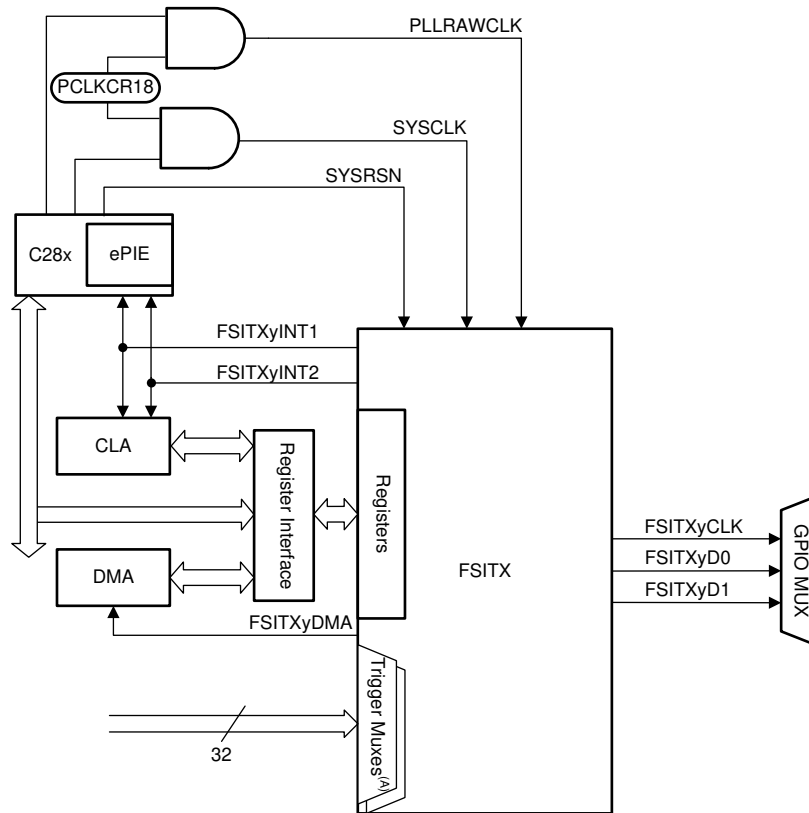 PLLRAWCLK
PCLKCR18
SYSCLK
SYSRSN
C28x
ePIE
FSITXyINT1
FSITXyINT2
CLA
Register Interface
Registers
FSITX
FSITXyCLK
FSITXyD0
FSITXyD1
GPIO MUX
DMA
FSITXyDMA
Trigger Muxes(A)
32